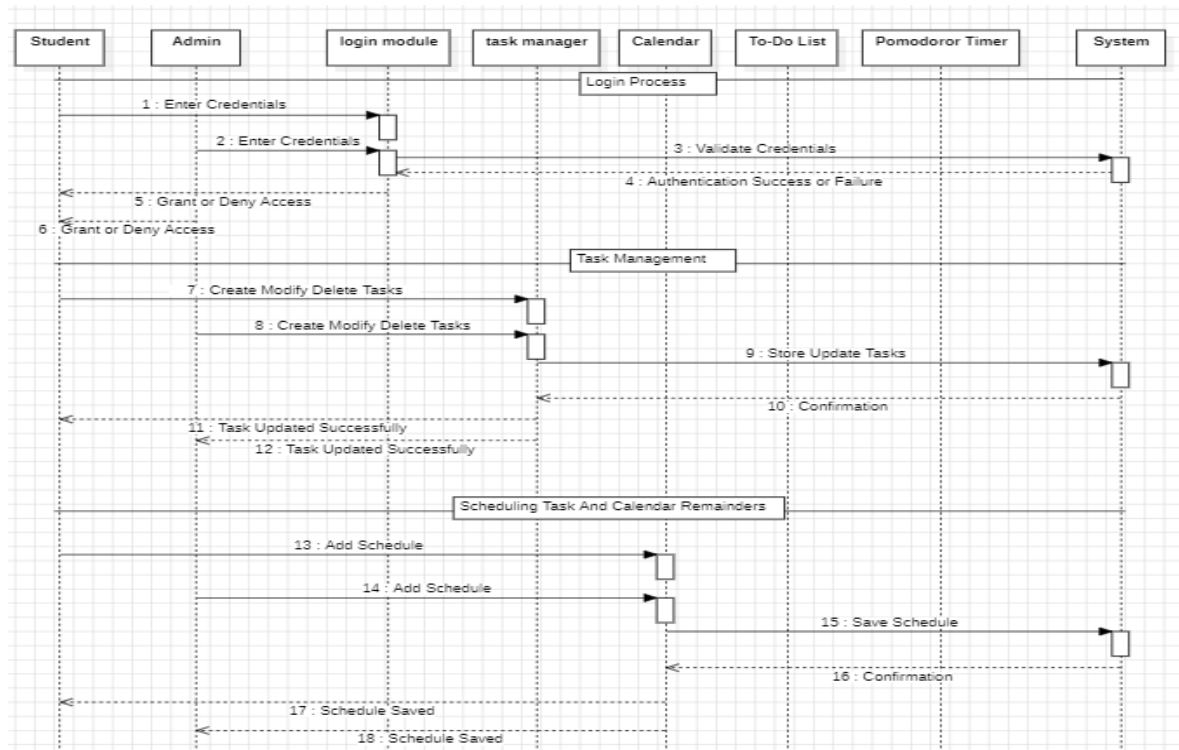 Student
Admin
login module
task manager
Calendar
To-Do List
Pomodoror Timer
System
Login Process
1 : Enter Credentials
2 : Enter Credentials
3 : Validate Credentials
4 : Authentication Success or Failure
5 : Grant or Deny Access
6 : Grant or Deny Access
Task Management
7 : Create Modify Delete Tasks
8 : Create Modify Delete Tasks
9 : Store Update Tasks
10 : Confirmation
11 : Task Updated Successfully
12 : Task Updated Successfully
Scheduling Task And Calendar Remainders
13 : Add Schedule
14 : Add Schedule
15 : Save Schedule
16 : Confirmation
17 : Schedule Saved
18 : Schedule Saved